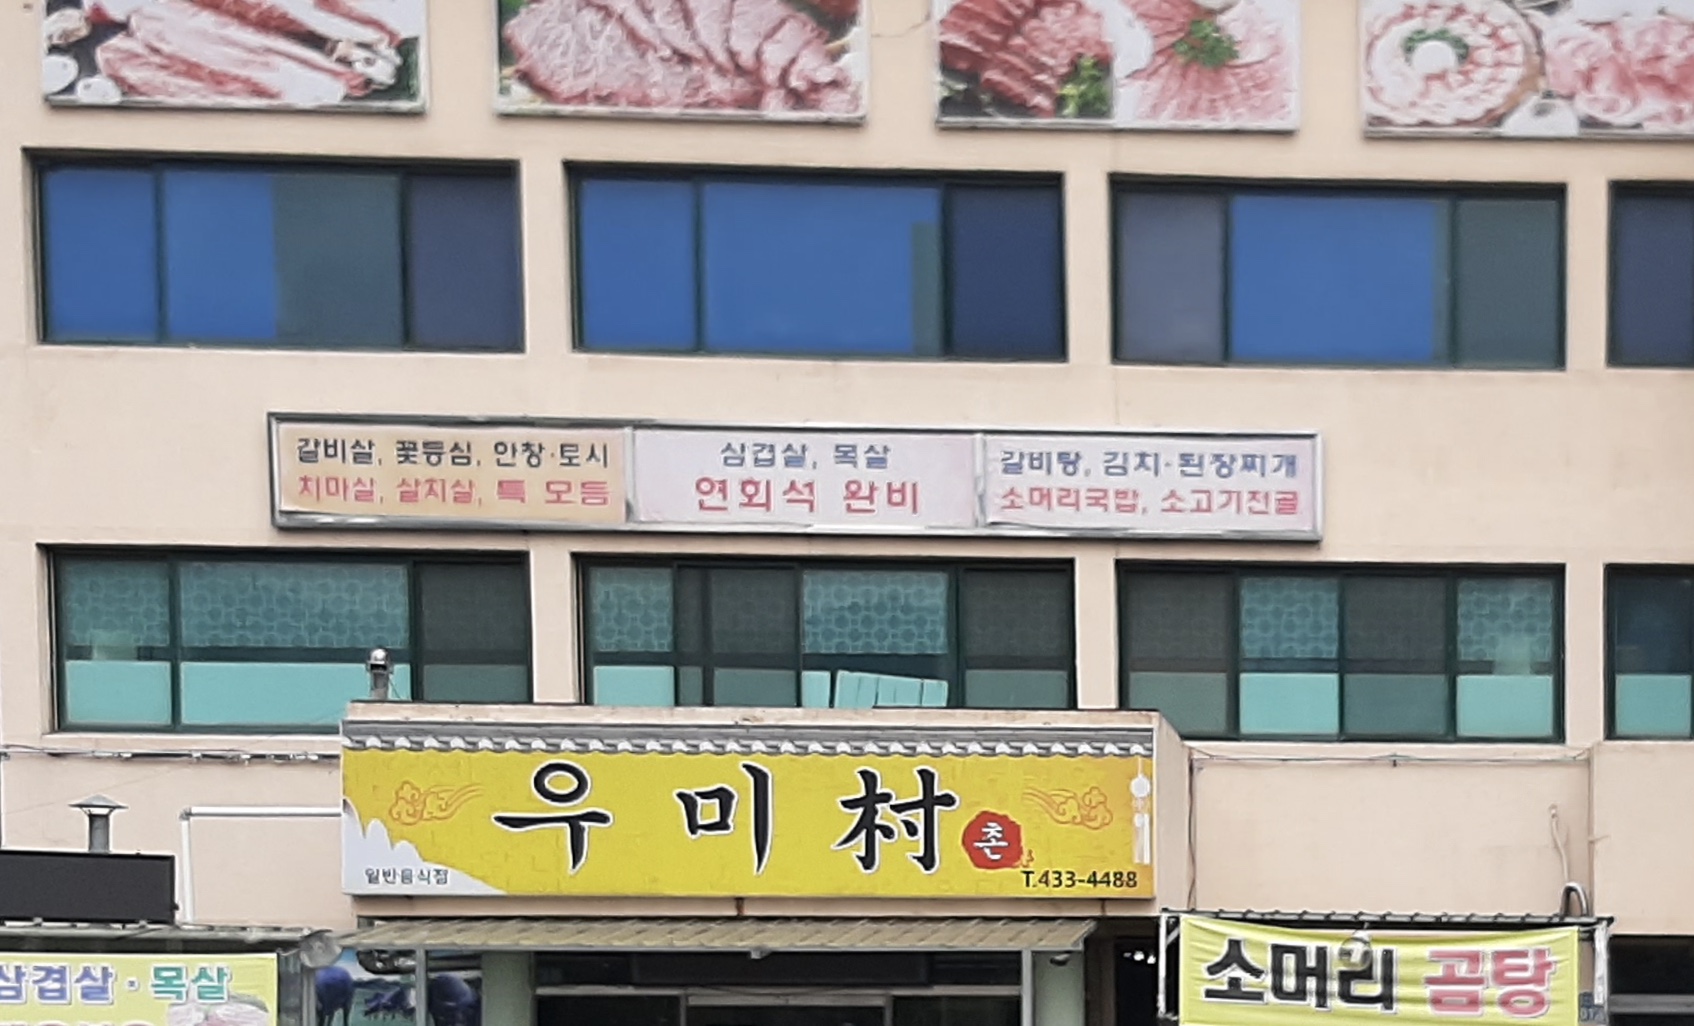 갈비살, 꽃등심, 안창·토시
치마살, 살치살, 특 모듬
삼겹살, 목살
연회석 완비
갈비탕, 김치·된장찌개
소머리국밥, 소고기전골
우미村
촌
일반음식점
T.433-4488
삼겹살·목살
소머리 곰탕